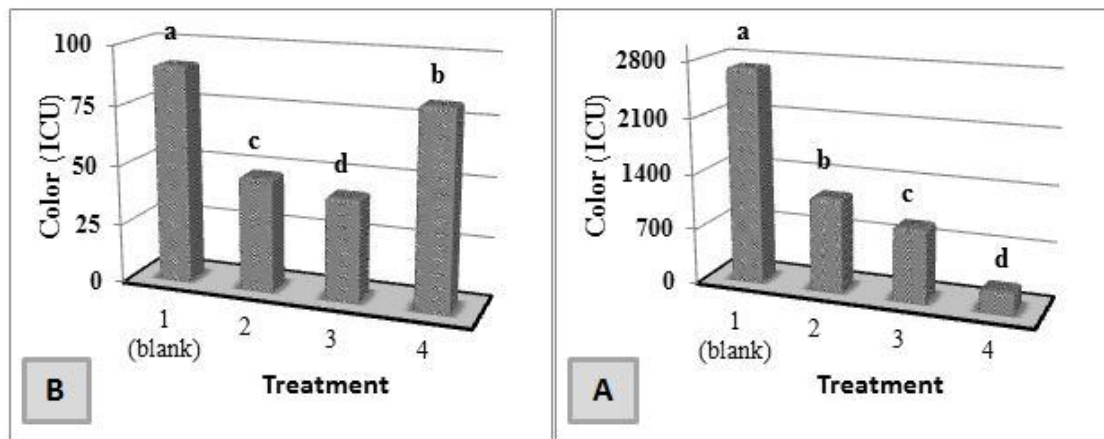 100
75
50
25
0
Color (ICU)
a
c
d
b
1
(blank)
2
3
4
Treatment
B
2800
2100
1400
700
0
Color (ICU)
a
b
c
d
1
(blank)
2
3
4
Treatment
A